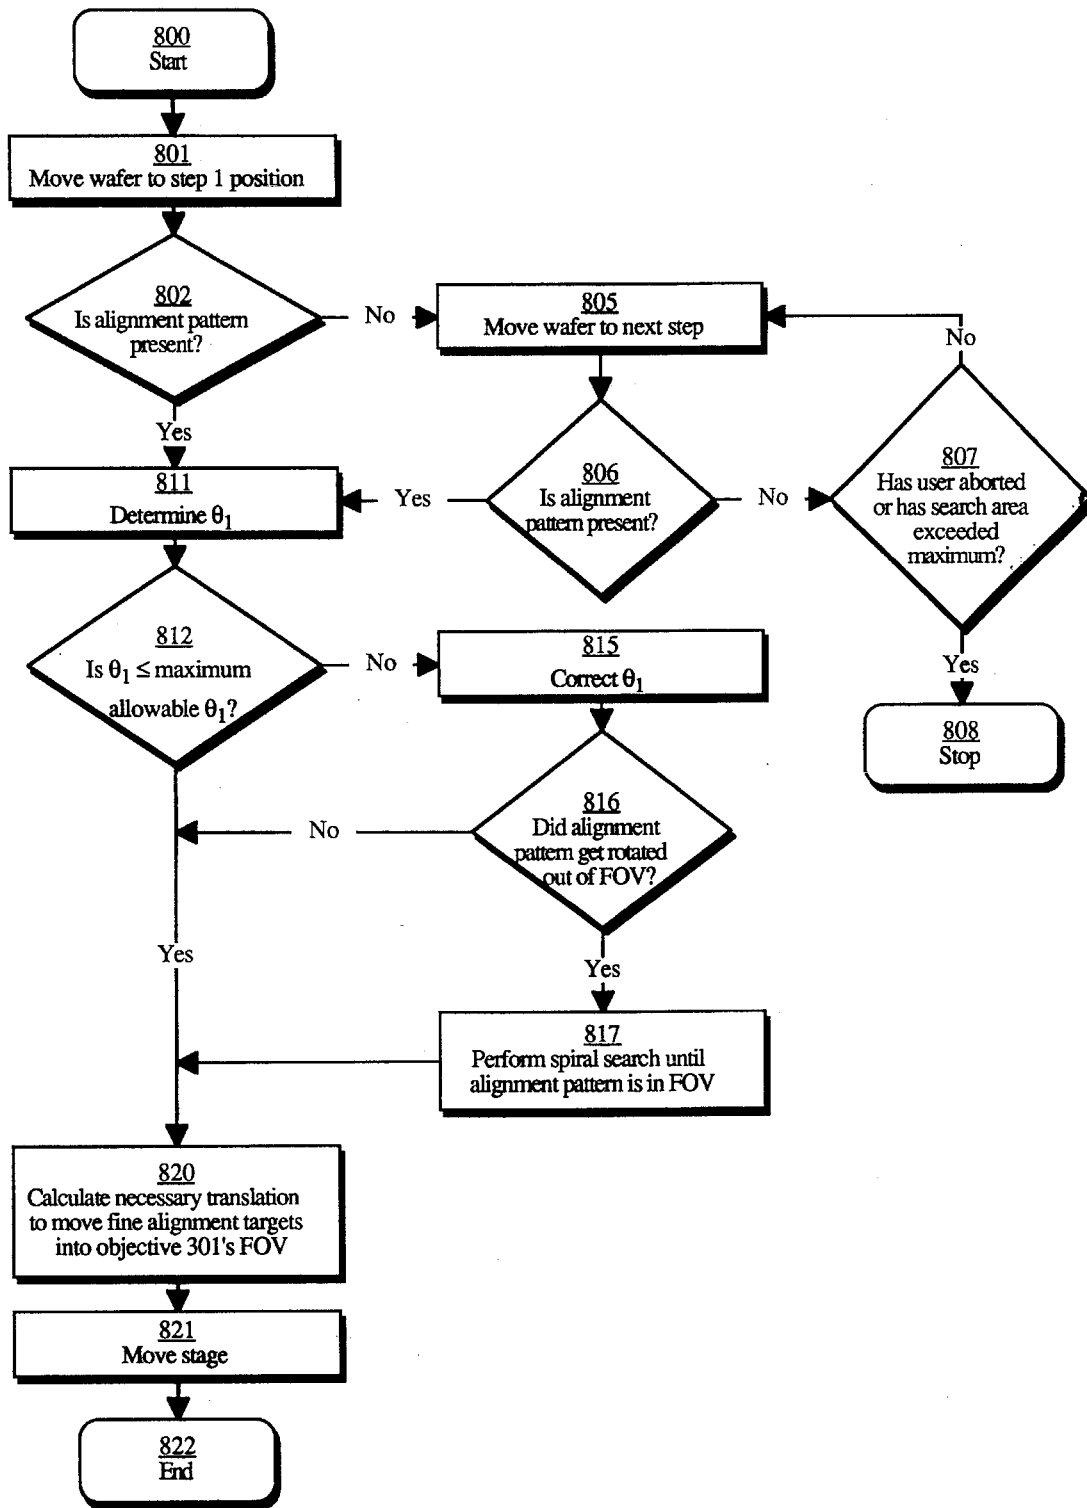 800
Start
801
Move wafer to step 1 position
802
Is alignment pattern
present?
No
805
Move wafer to next step
No
Yes
811
Determine θ1
Yes
806
Is alignment
pattern present?
No
807
Has user aborted
or has search area
exceeded
maximum?
812
Is θ1 ≤ maximum
allowable θ1?
No
815
Correct θ1
Yes
808
Stop
No
816
Did alignment
pattern get rotated
out of FOV?
Yes
Yes
817
Perform spiral search until
alignment pattern is in FOV
820
Calculate necessary translation
to move fine alignment targets
into objective 301's FOV
821
Move stage
822
End